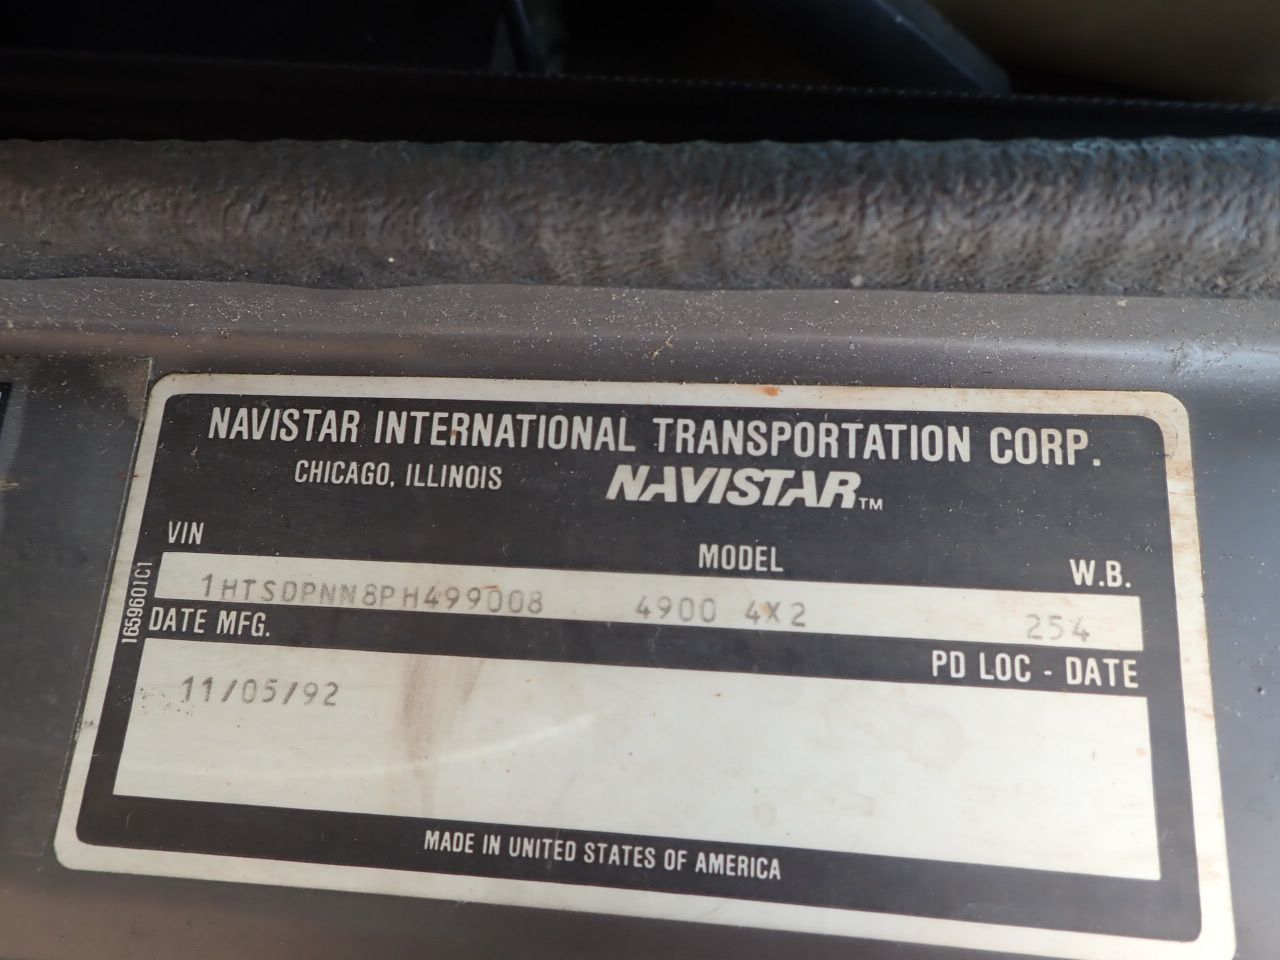 NAVISTAR INTERNATIONAL TRANSPORTATION CORP.
CHICAGO, ILLINOIS NAVISTAR™
VIN MODEL W.B.
1HTSDPNN8PH499008 4900 4X2 254
DATE MFG. PD LOC - DATE
11/05/92
MADE IN UNITED STATES OF AMERICA
1659601C1